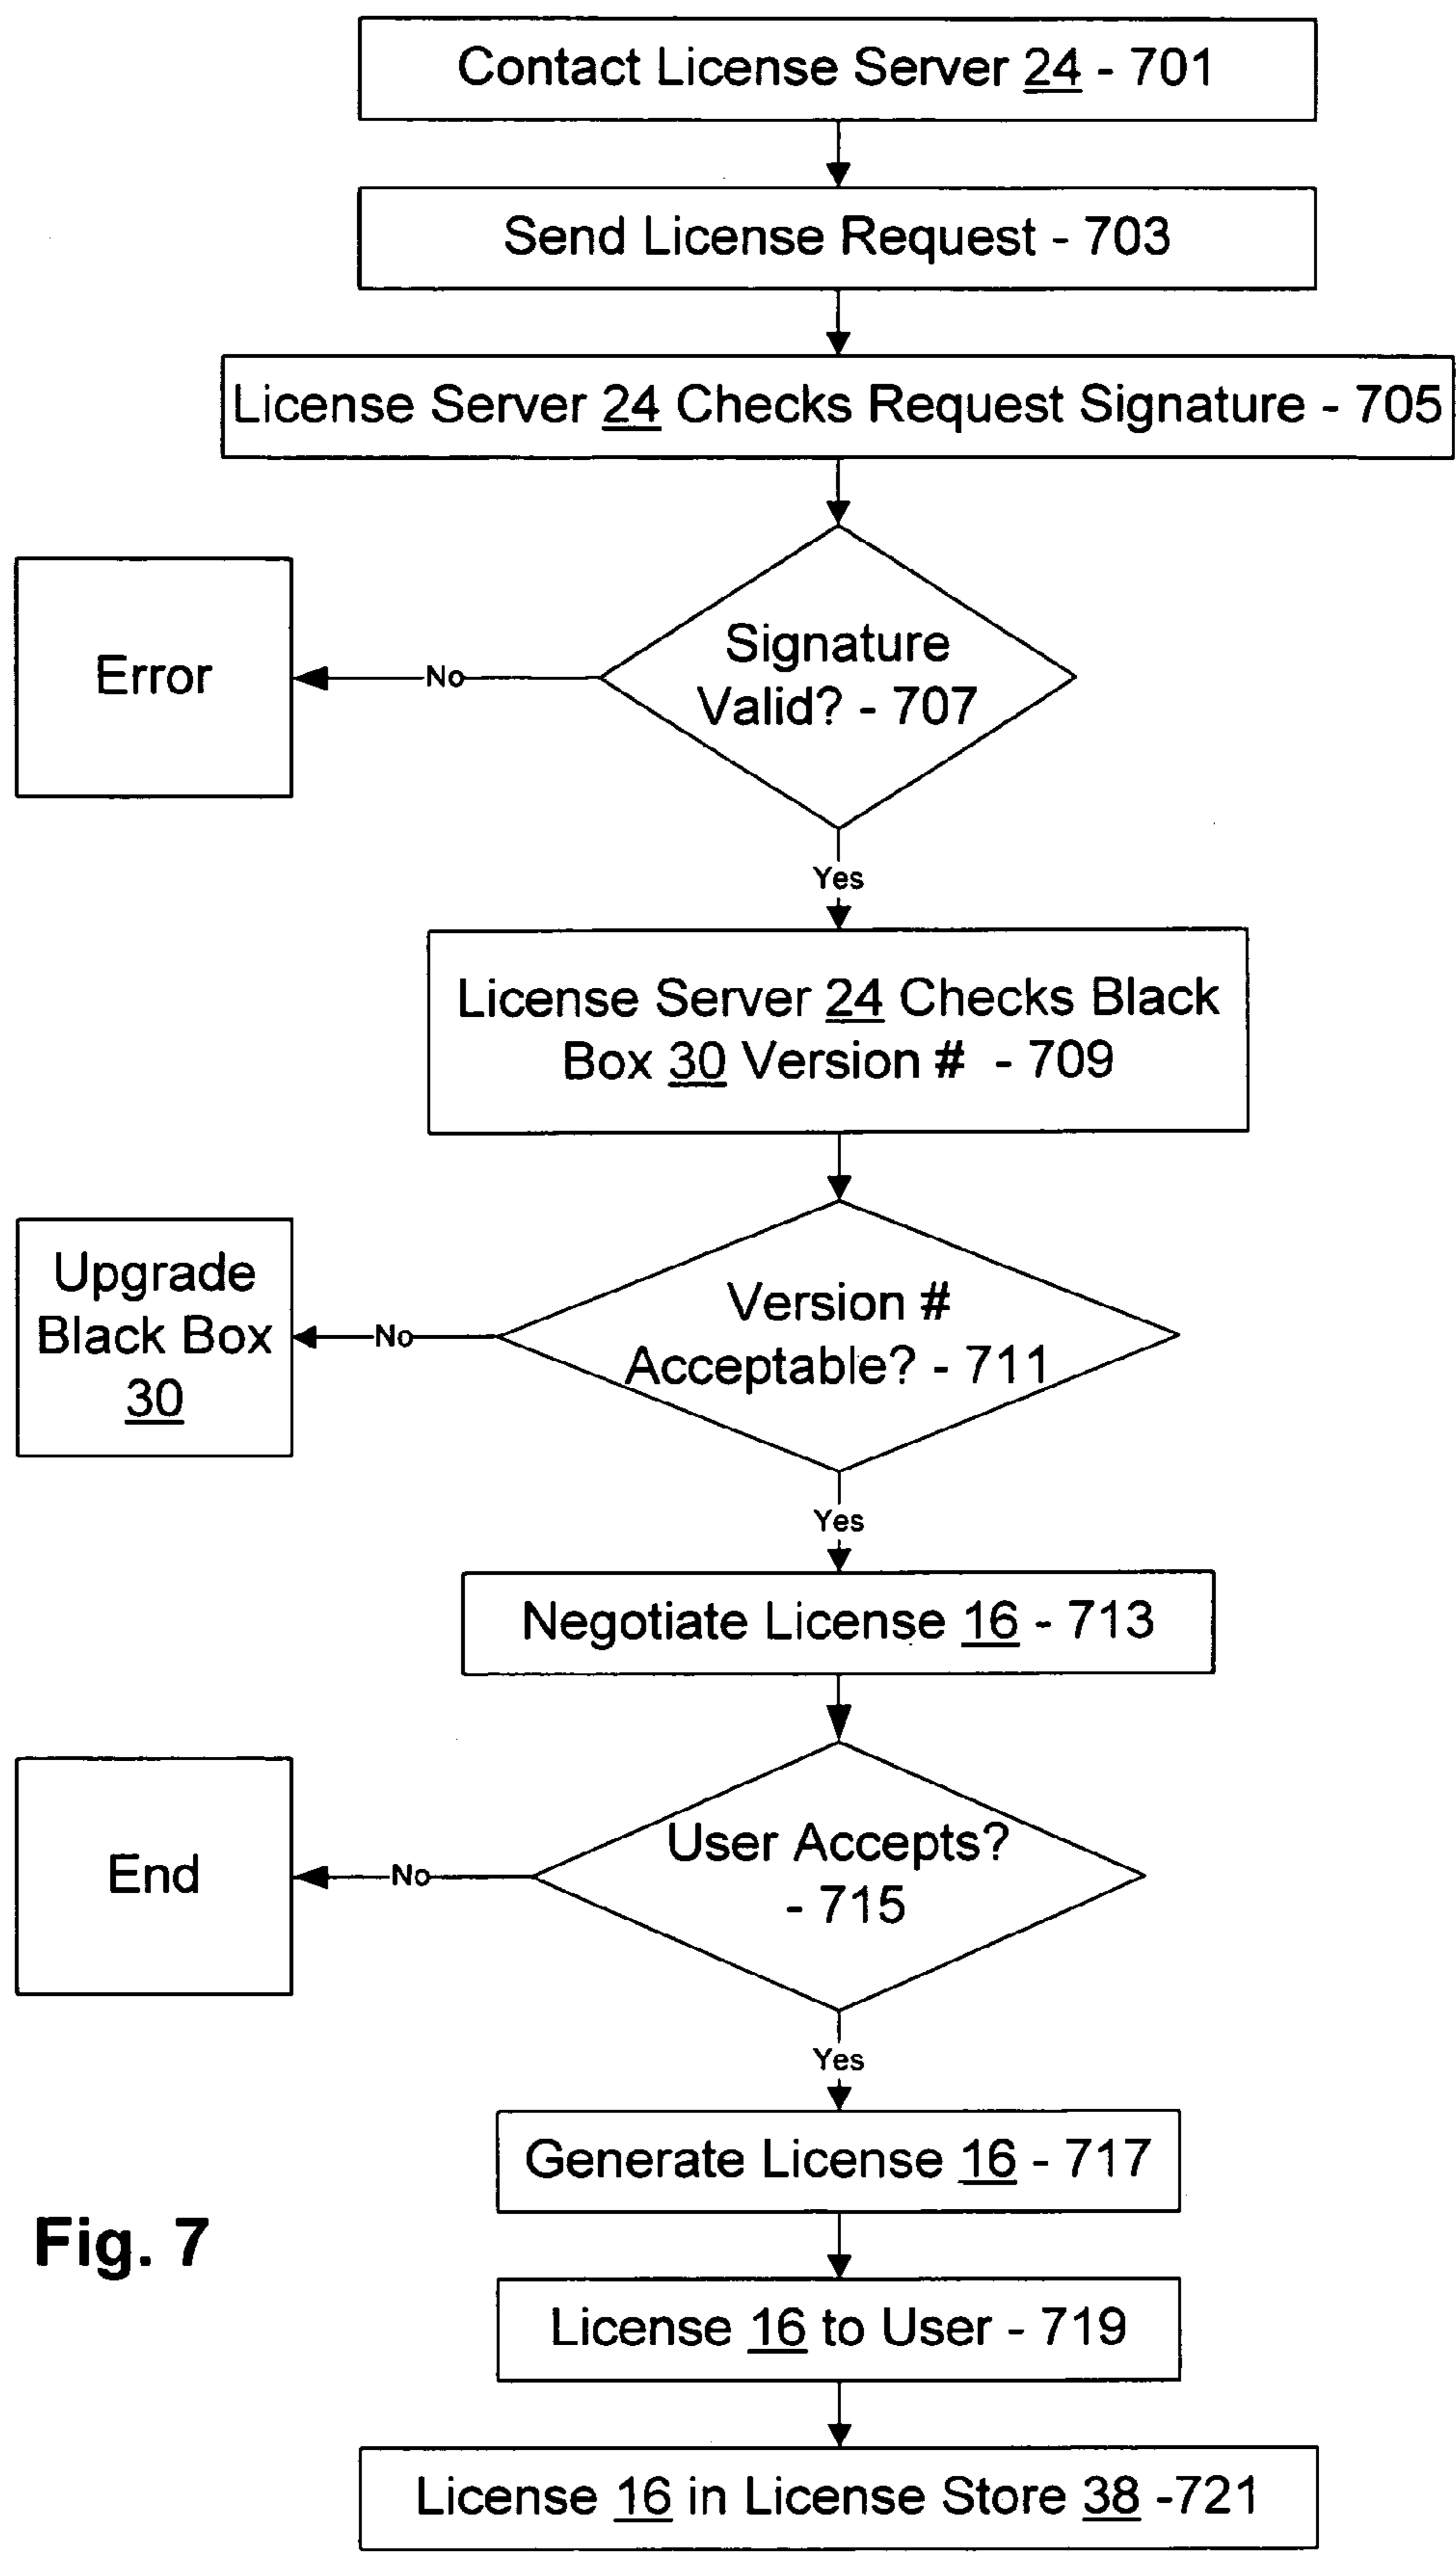 Contact License Server 24 - 701
Send License Request - 703
License Server 24 Checks Request Signature - 705
Signature
Valid? - 707
No
Error
Yes
License Server 24 Checks Black
Box 30 Version # - 709
Version #
Acceptable? - 711
No
Upgrade
Black Box
30
Yes
Negotiate License 16 - 713
User Accepts?
- 715
No
End
Yes
Generate License 16 - 717
License 16 to User - 719
License 16 in License Store 38 -721
Fig. 7